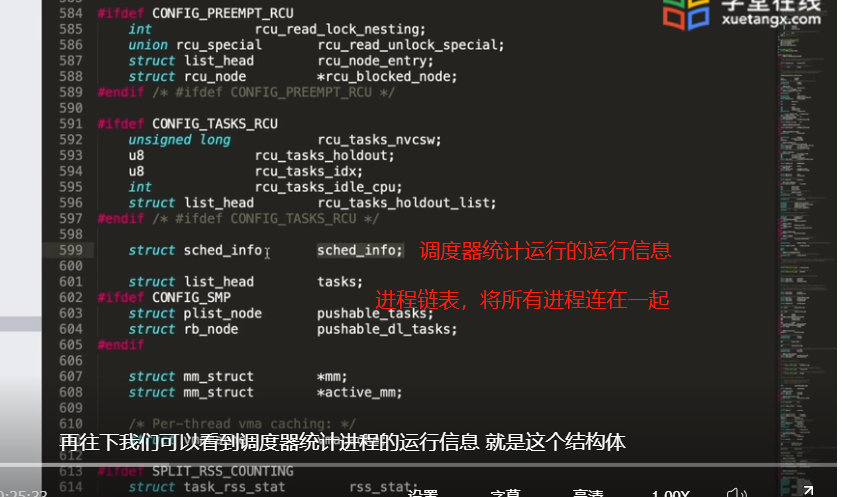 学堂在线
xuetangx.com
584 #ifdef CONFIG_PREEMPT_RCU
585 int rcu_read_lock_nesting;
586 union rcu_special rcu_read_unlock_special;
587 struct list_head rcu_node_entry;
588 struct rcu_node *rcu_blocked_node;
589 #endif /* #ifdef CONFIG_PREEMPT_RCU */
590
591 #ifdef CONFIG_TASKS_RCU
592 unsigned long rcu_tasks_nvcsw;
593 u8 rcu_tasks_holdout;
594 u8 rcu_tasks_idx;
595 int rcu_tasks_idle_cpu;
596 struct list_head rcu_tasks_holdout_list;
597 #endif /* #ifdef CONFIG_TASKS_RCU */
598
599 struct sched_info sched_info; 调度器统计运行的运行信息
600
601 struct list_head tasks;
602 #ifdef CONFIG_SMP 进程链表，将所有进程连在一起
603 struct plist_node pushable_tasks;
604 struct rb_node pushable_dl_tasks;
605 #endif
606
607 struct mm_struct *mm;
608 struct mm_struct *active_mm;
609
610 /* Per-thread vma caching: */
再往下我们可以看到调度器统计进程的运行信息 就是这个结构体
612
613 #ifdef SPLIT_RSS_COUNTING
614 struct task_rss_stat rss_stat;
0:25:33 设置 字幕 高清 1.00X